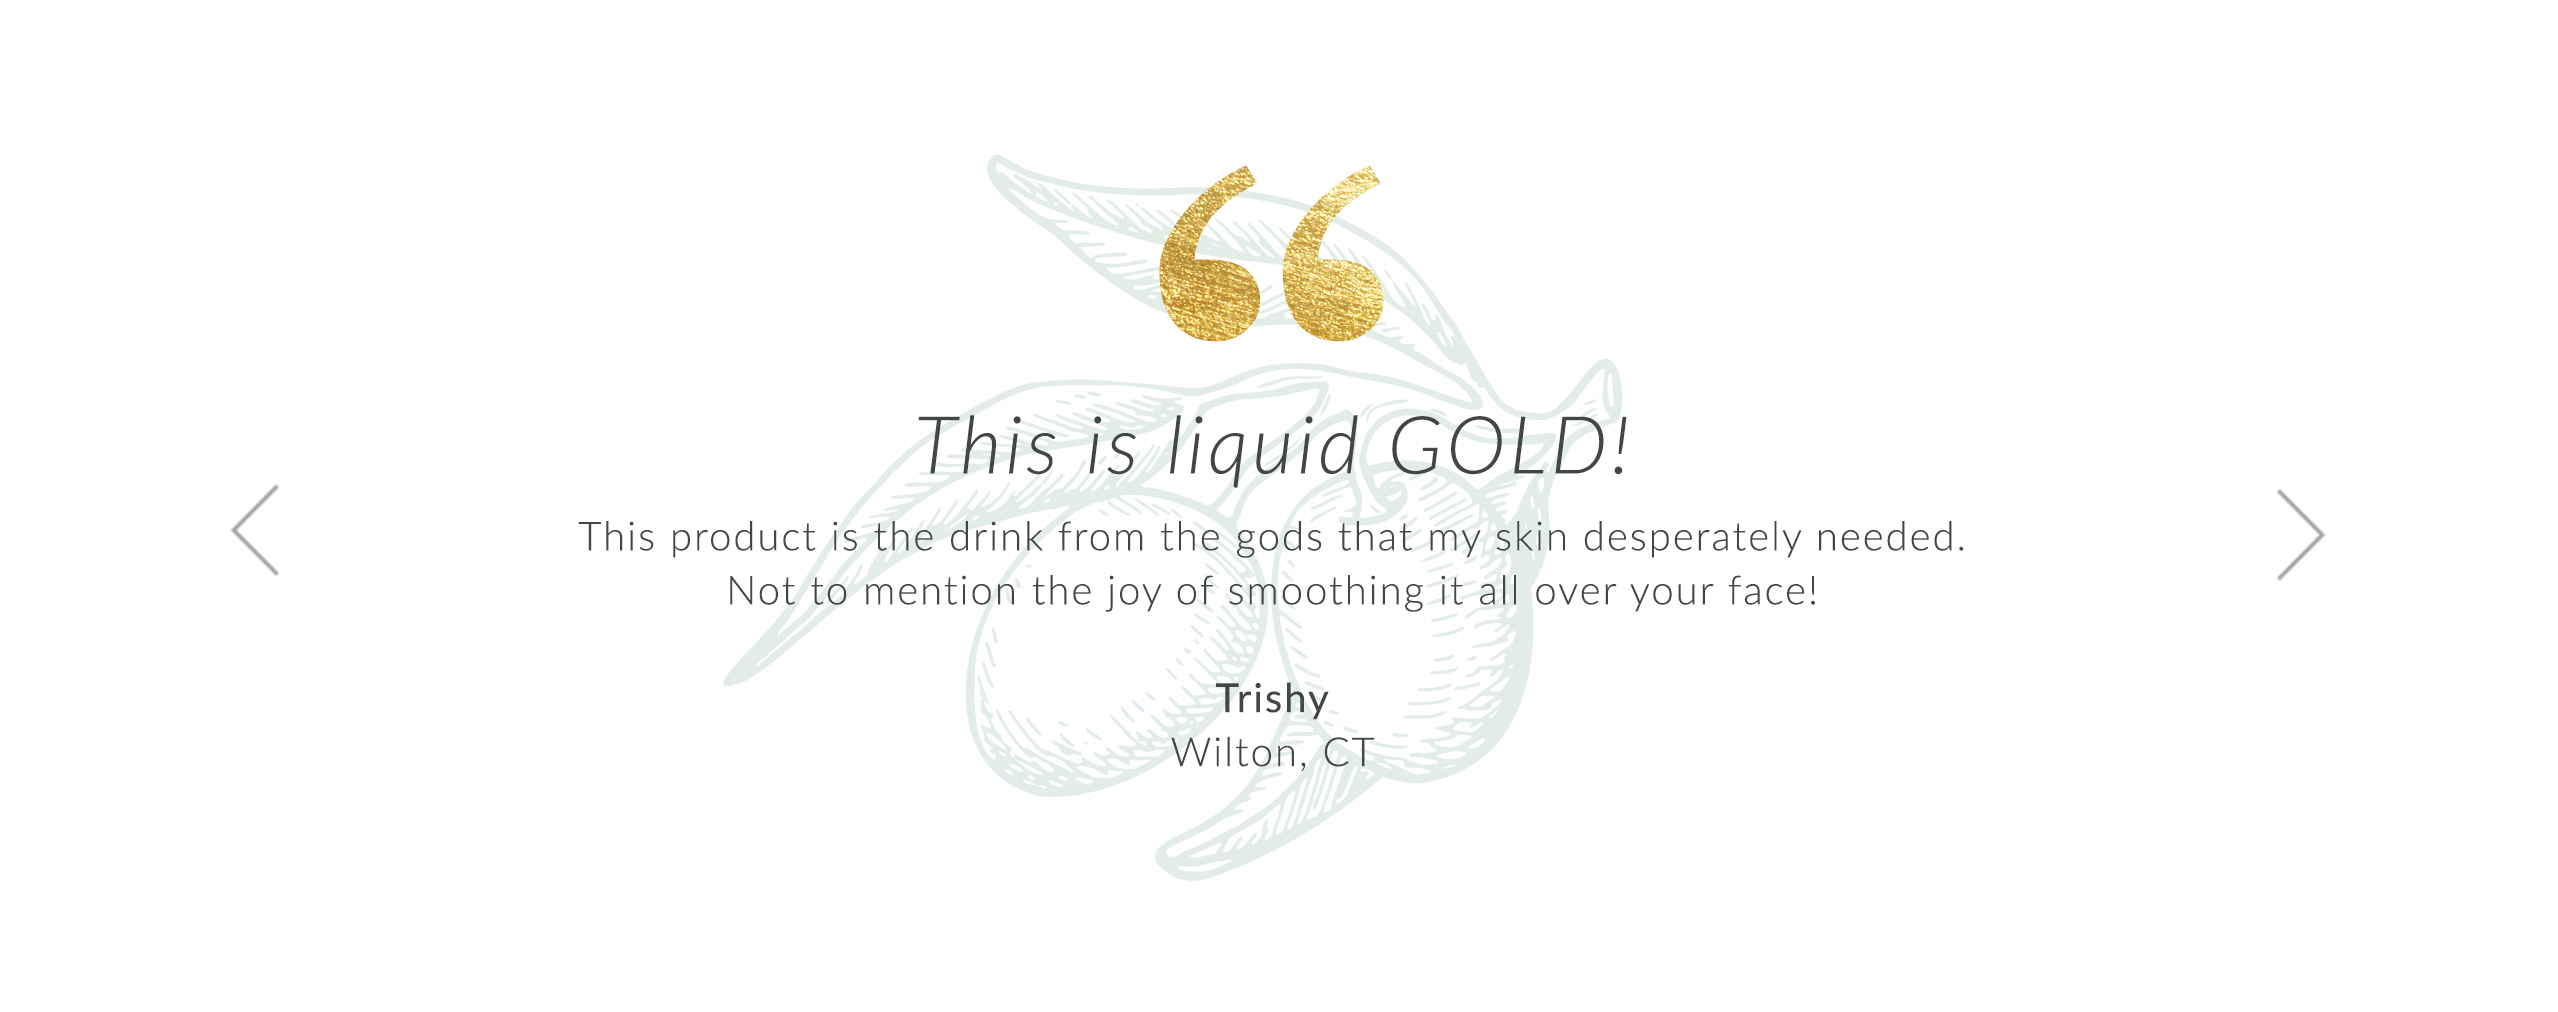 This is liquid GOLD!
This product is the drink from the gods that my skin desperately needed.
Not to mention the joy of smoothing it all over your face!
Trishy
Wilton, CT